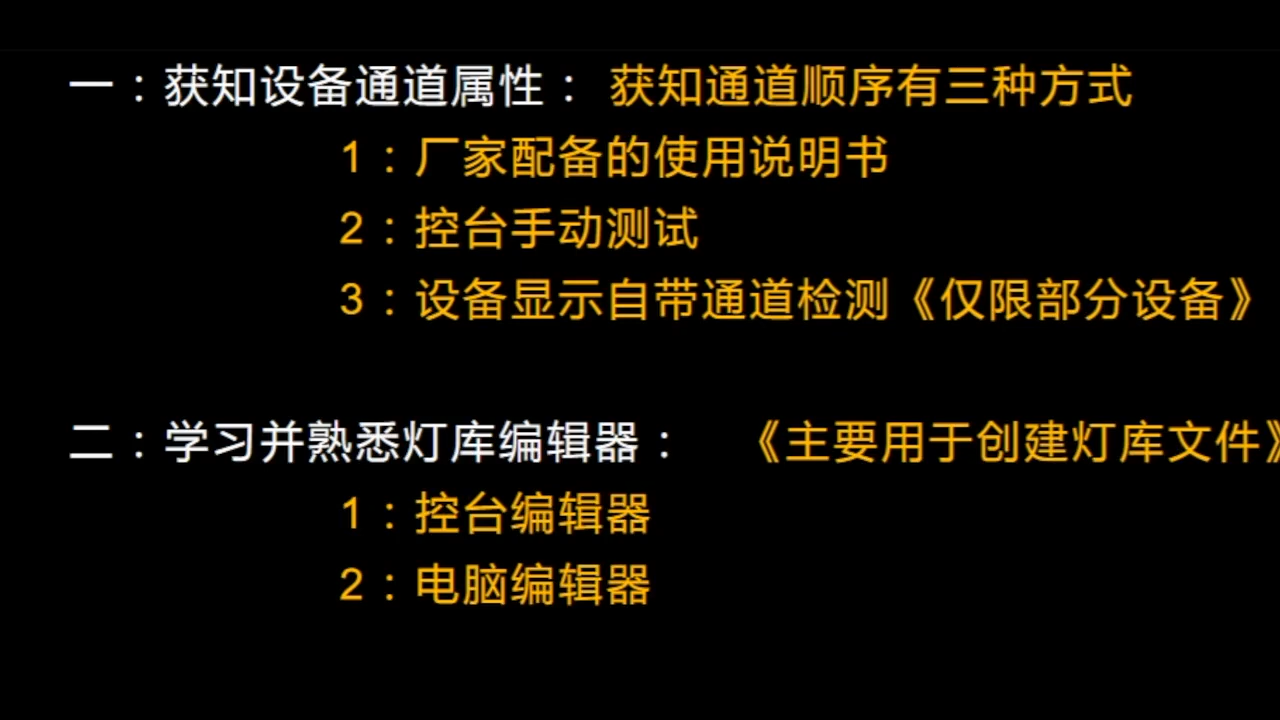 一：获知设备通道属性： 获知通道顺序有三种方式
1：厂家配备的使用说明书
2：控台手动测试
3：设备显示自带通道检测《仅限部分设备》
二：学习并熟悉灯库编辑器： 《主要用于创建灯库文件》
1：控台编辑器
2：电脑编辑器